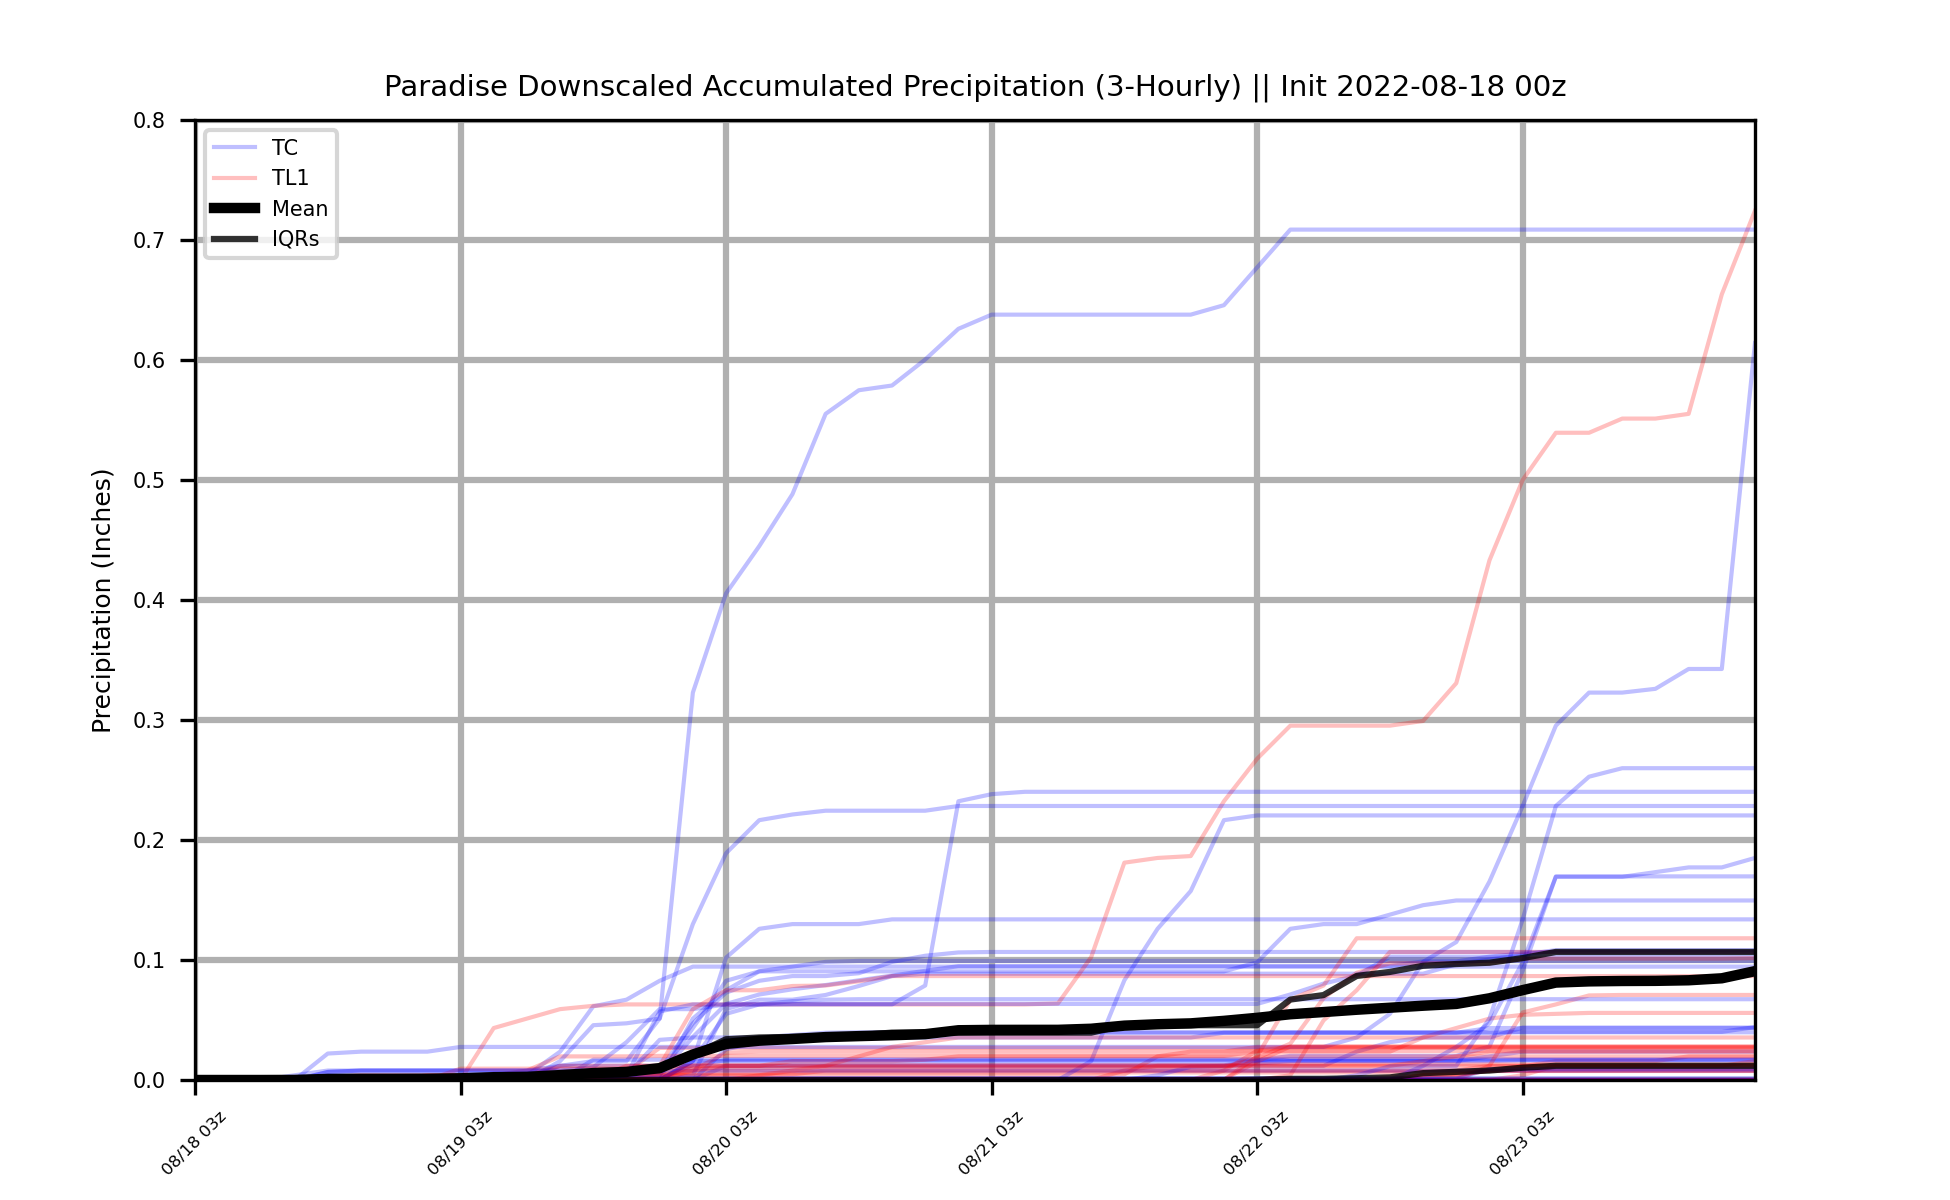 Paradise Downscaled Accumulated Precipitation (3-Hourly) || Init 2022-08-18 00z
TC
TL1
Mean
IQRs
Precipitation (Inches)
0.8
0.7
0.6
0.5
0.4
0.3
0.2
0.1
0.0
08/18 03z
08/19 03z
08/20 03z
08/21 03z
08/22 03z
08/23 03z